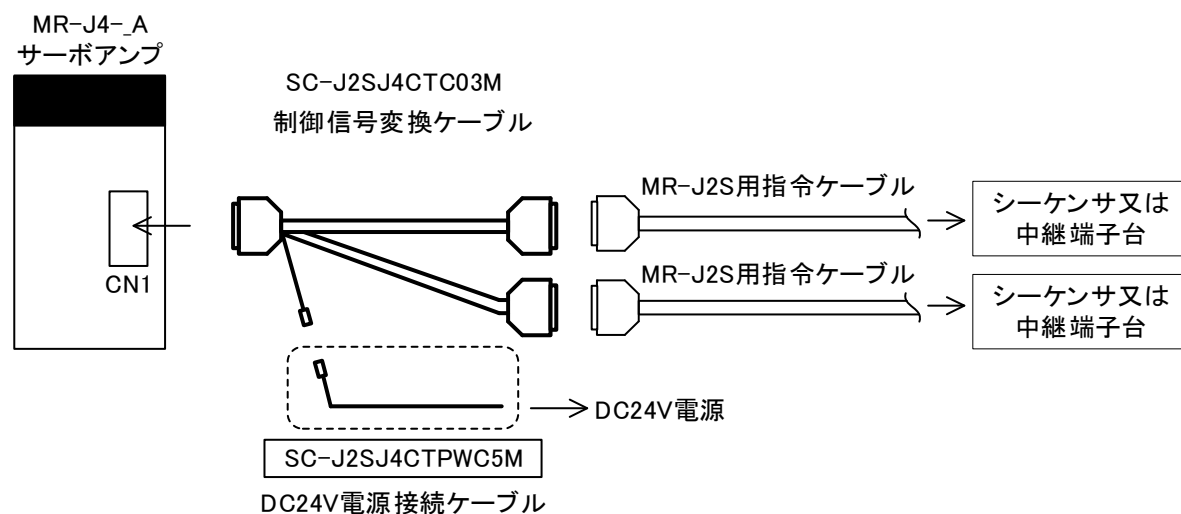 MR-J4-_A
サーボアンプ
SC-J2SJ4CTC03M
制御信号変換ケーブル
MR-J2S用指令ケーブル
シーケンサ又は
中継端子台
CN1
MR-J2S用指令ケーブル
シーケンサ又は
中継端子台
DC24V電源
SC-J2SJ4CTPWC5M
DC24V電源接続ケーブル